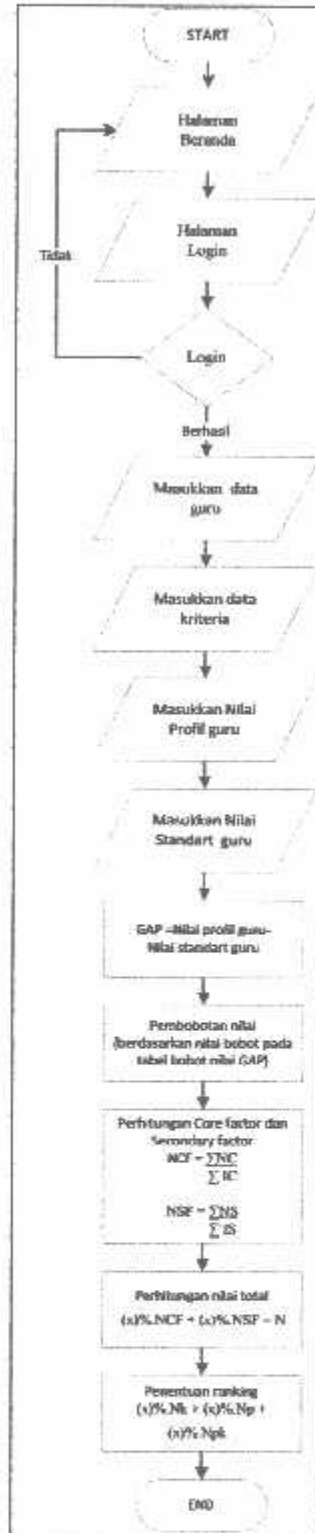 START
Halaman
Beranda
Halaman
Login
Tidak
Login
Berhasil
Masukkan data
guru
Masukkan data
kriteria
Masukkan Nilai
Profil guru
Masukkan Nilai
Standart guru
GAP =Nilai profil guru-
Nilai standart guru
Pembobotan nilai
(berdasarkan nilai bobot pada
tabel bobot nilai GAP)
Perhitungan Core factor dan
Secondary factor
NCF = ∑NC
∑ IC
NSF = ∑NS
∑ IS
Perhitungan nilai total
(x)%.NCF + (x)%.NSF = N
Penentuan ranking
(x)%.Nk + (x)%.Np +
(x)%.Npk
END